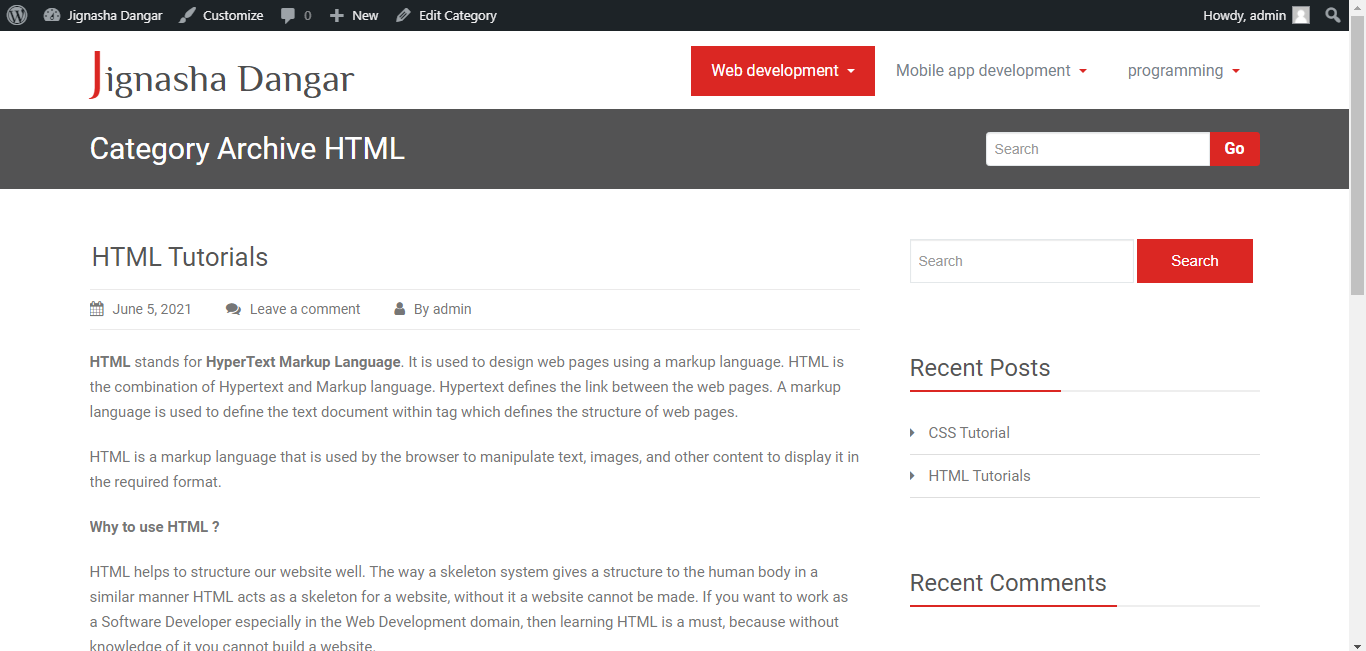 Jignasha Dangar Customize 0 New Edit Category Howdy, admin
Jignasha Dangar
Web development Mobile app development programming
Category Archive HTML
Search Go
HTML Tutorials
June 5, 2021 Leave a comment By admin
HTML stands for HyperText Markup Language. It is used to design web pages using a markup language. HTML is
the combination of Hypertext and Markup language. Hypertext defines the link between the web pages. A markup
language is used to define the text document within tag which defines the structure of web pages.
HTML is a markup language that is used by the browser to manipulate text, images, and other content to display it in
the required format.
Why to use HTML ?
HTML helps to structure our website well. The way a skeleton system gives a structure to the human body in a
similar manner HTML acts as a skeleton for a website, without it a website cannot be made. If you want to work as
a Software Developer especially in the Web Development domain, then learning HTML is a must, because without
knowledge of it you cannot build a website.
Search Search
Recent Posts
CSS Tutorial
HTML Tutorials
Recent Comments